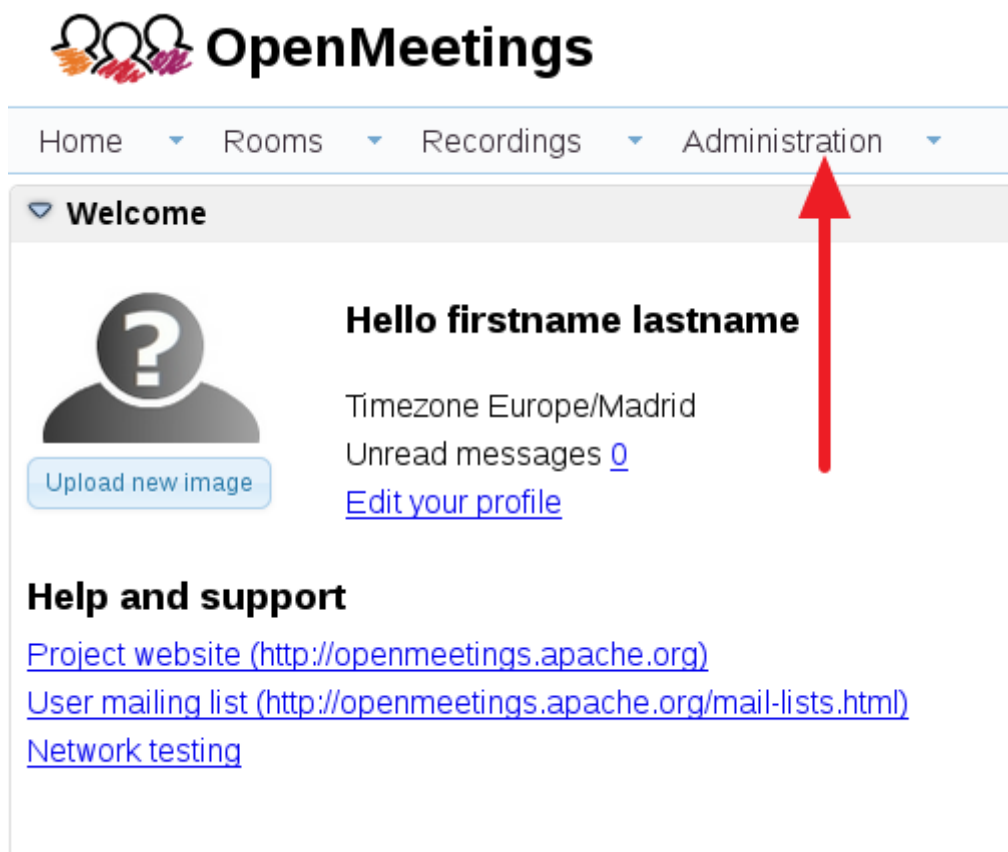 OpenMeetings
Home Rooms Recordings Administration
Welcome
?
Hello firstname lastname
Timezone Europe/Madrid
Unread messages 0
Edit your profile
Upload new image
Help and support
Project website (http://openmeetings.apache.org)
User mailing list (http://openmeetings.apache.org/mail-lists.html)
Network testing